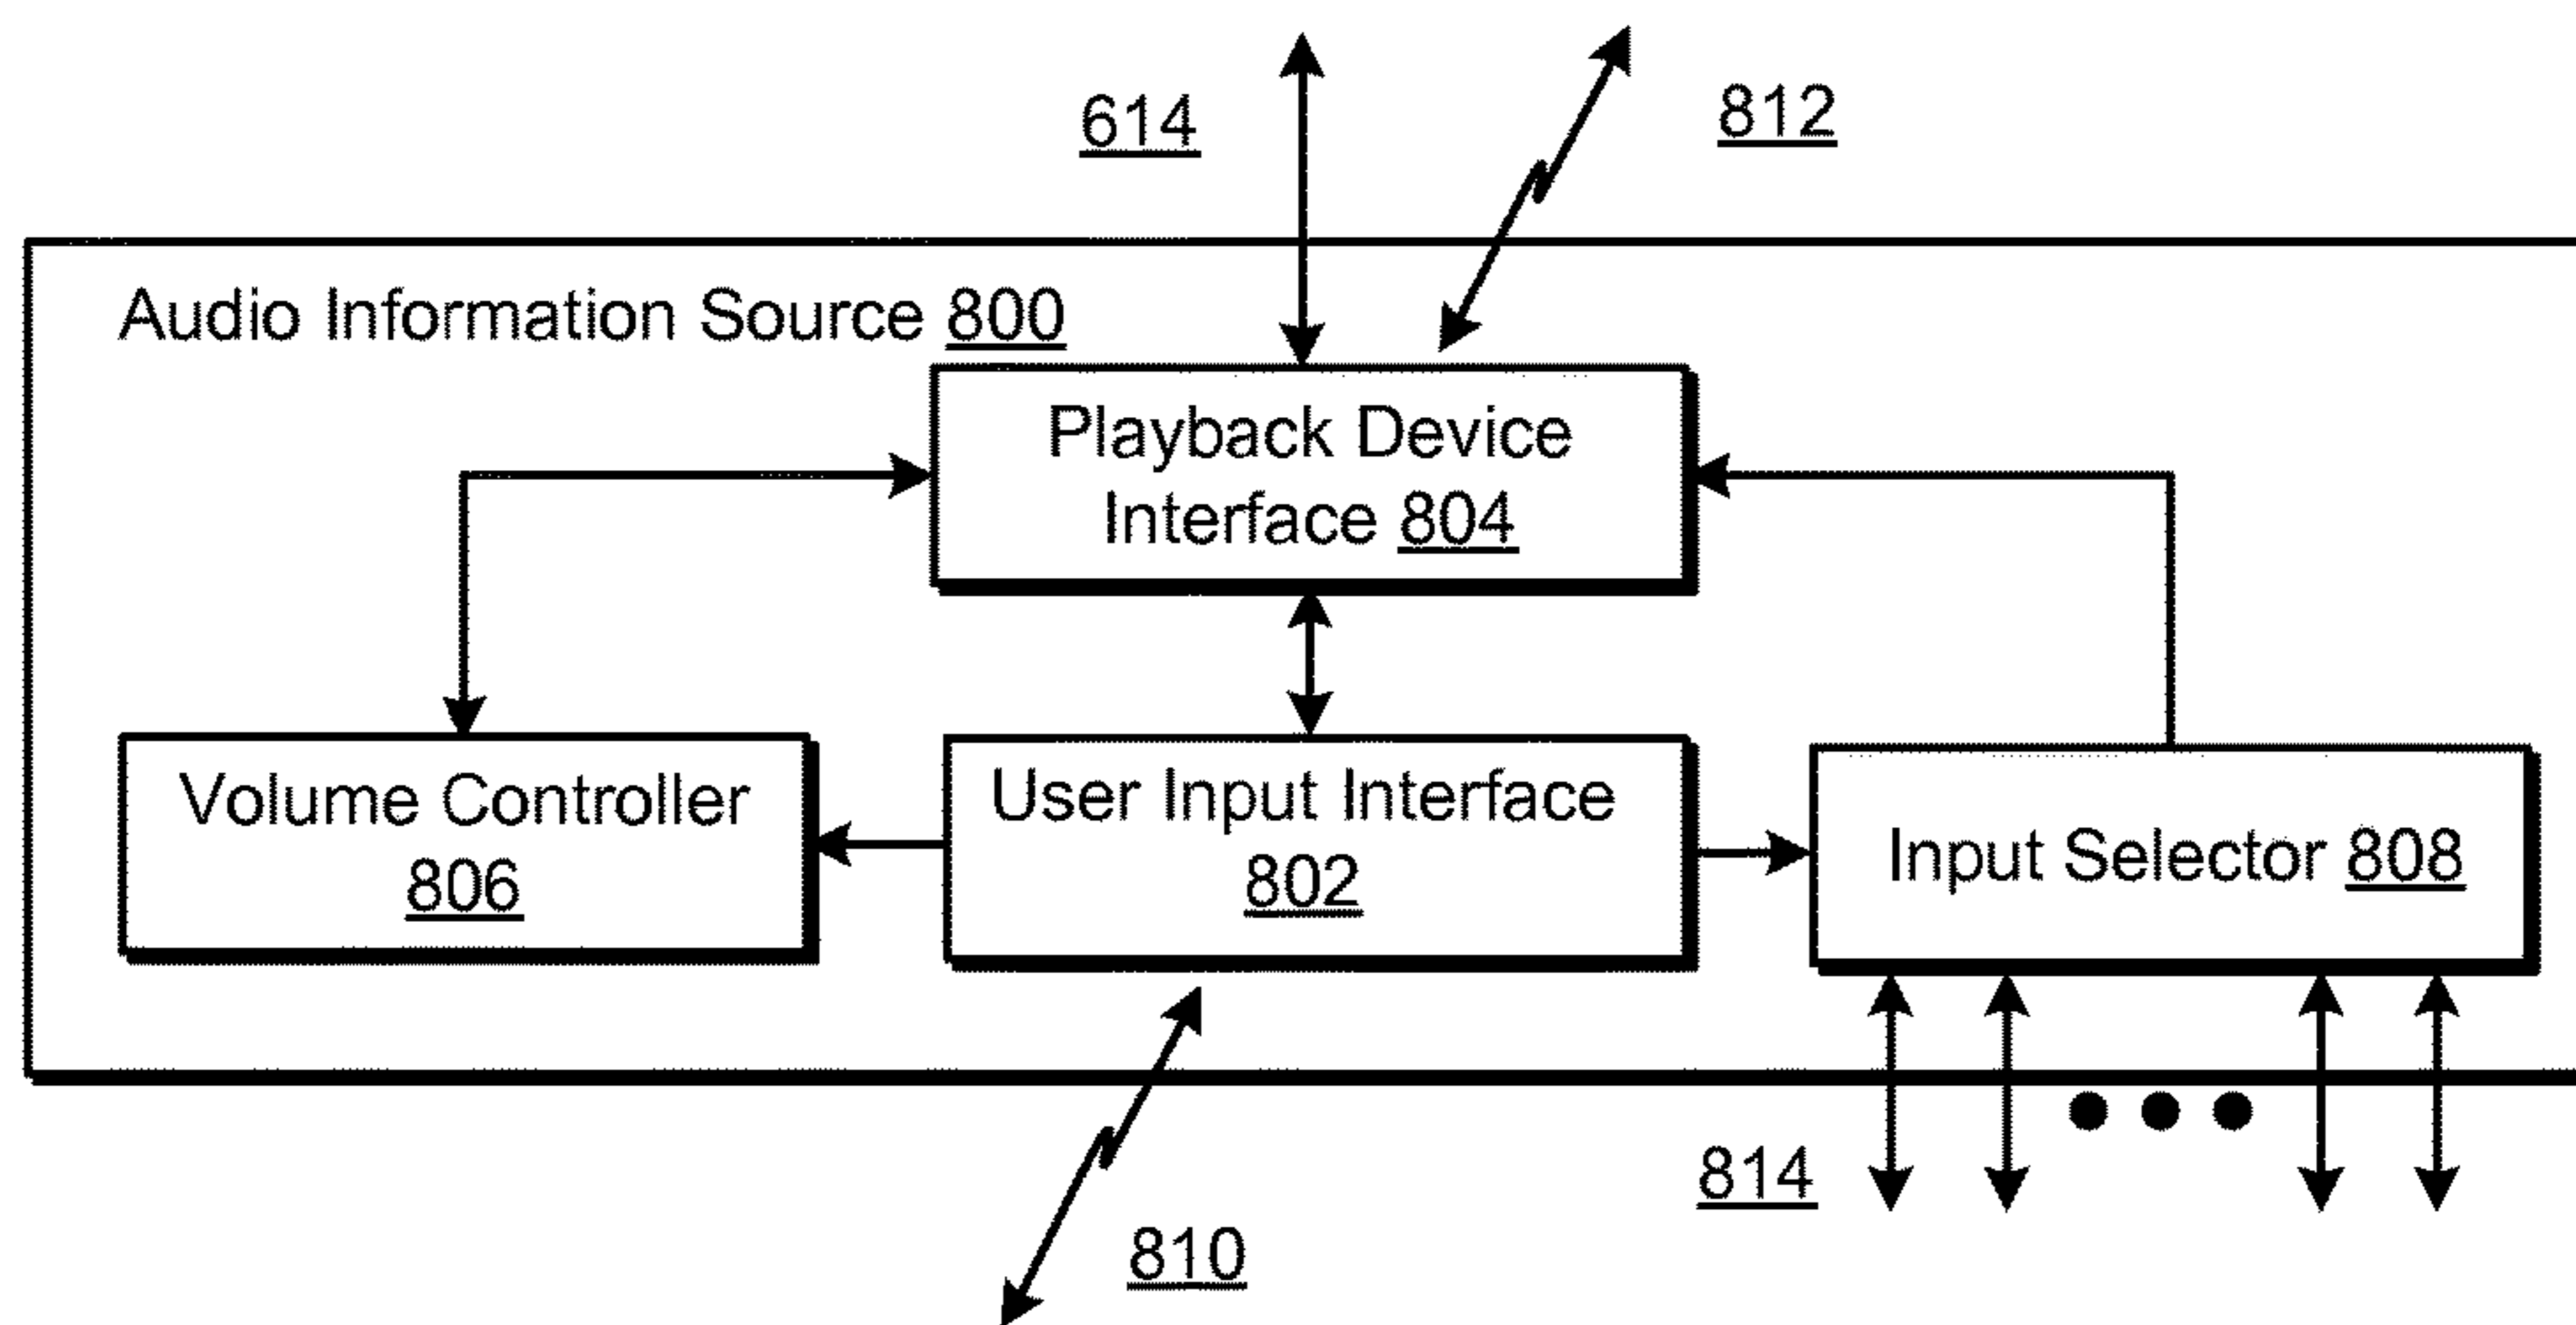 614
812
Audio Information Source 800
Playback Device
Interface 804
Volume Controller
806
User Input Interface
802
Input Selector 808
814
810